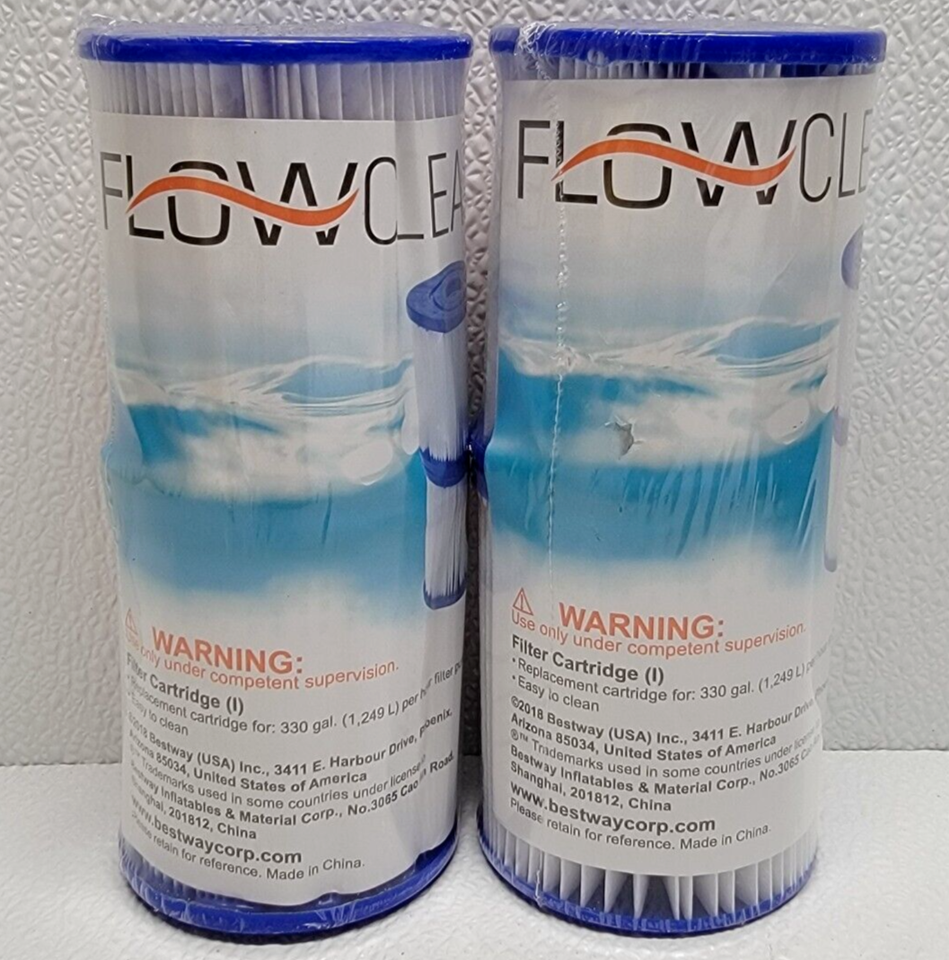 FLOWCLEA
WARNING:
Use only under competent supervision.
Filter Cartridge (I)
• Replacement cartridge for: 330 gal. (1,249 L) per hour filter
• Easy to clean
©2018 Bestway (USA) Inc., 3411 E. Harbour Drive, phoenix,
Arizona 85034, United States of America
Trademarks used in some countries under license
Bestway Inflatables & Material Corp., No.3065 Cao Road,
Shanghai, 201812, China
www.bestwaycorp.com
Please retain for reference. Made in China.
FLOWCLE
WARNING:
Use only under competent supervision.
Filter Cartridge (I)
• Replacement cartridge for: 330 gal. (1,249 L)
• Easy to clean
©2018 Bestway (USA) Inc., 3411 E. Harbour Drive,
Arizona 85034, United States of America
®™ Trademarks used in some countries under
Bestway Inflatables & Material Corp., No.3065
Shanghai, 201812, China
www.bestwaycorp.com
Please retain for reference. Made in China.